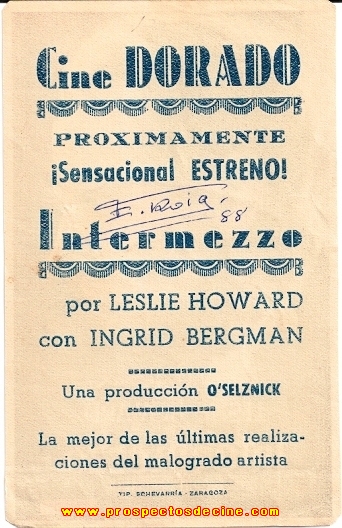 Cine DORADO
PROXIMAMENTE
¡Sensacional ESTRENO!
E. Roig
88
Intermezzo
por LESLIE HOWARD
con INGRID BERGMAN
Una producción O'SELZNICK
La mejor de las últimas realiza-
ciones del malogrado artista
TIP. ECHEVARRÍA - ZARAGOZA
www.prospectosdecine.com